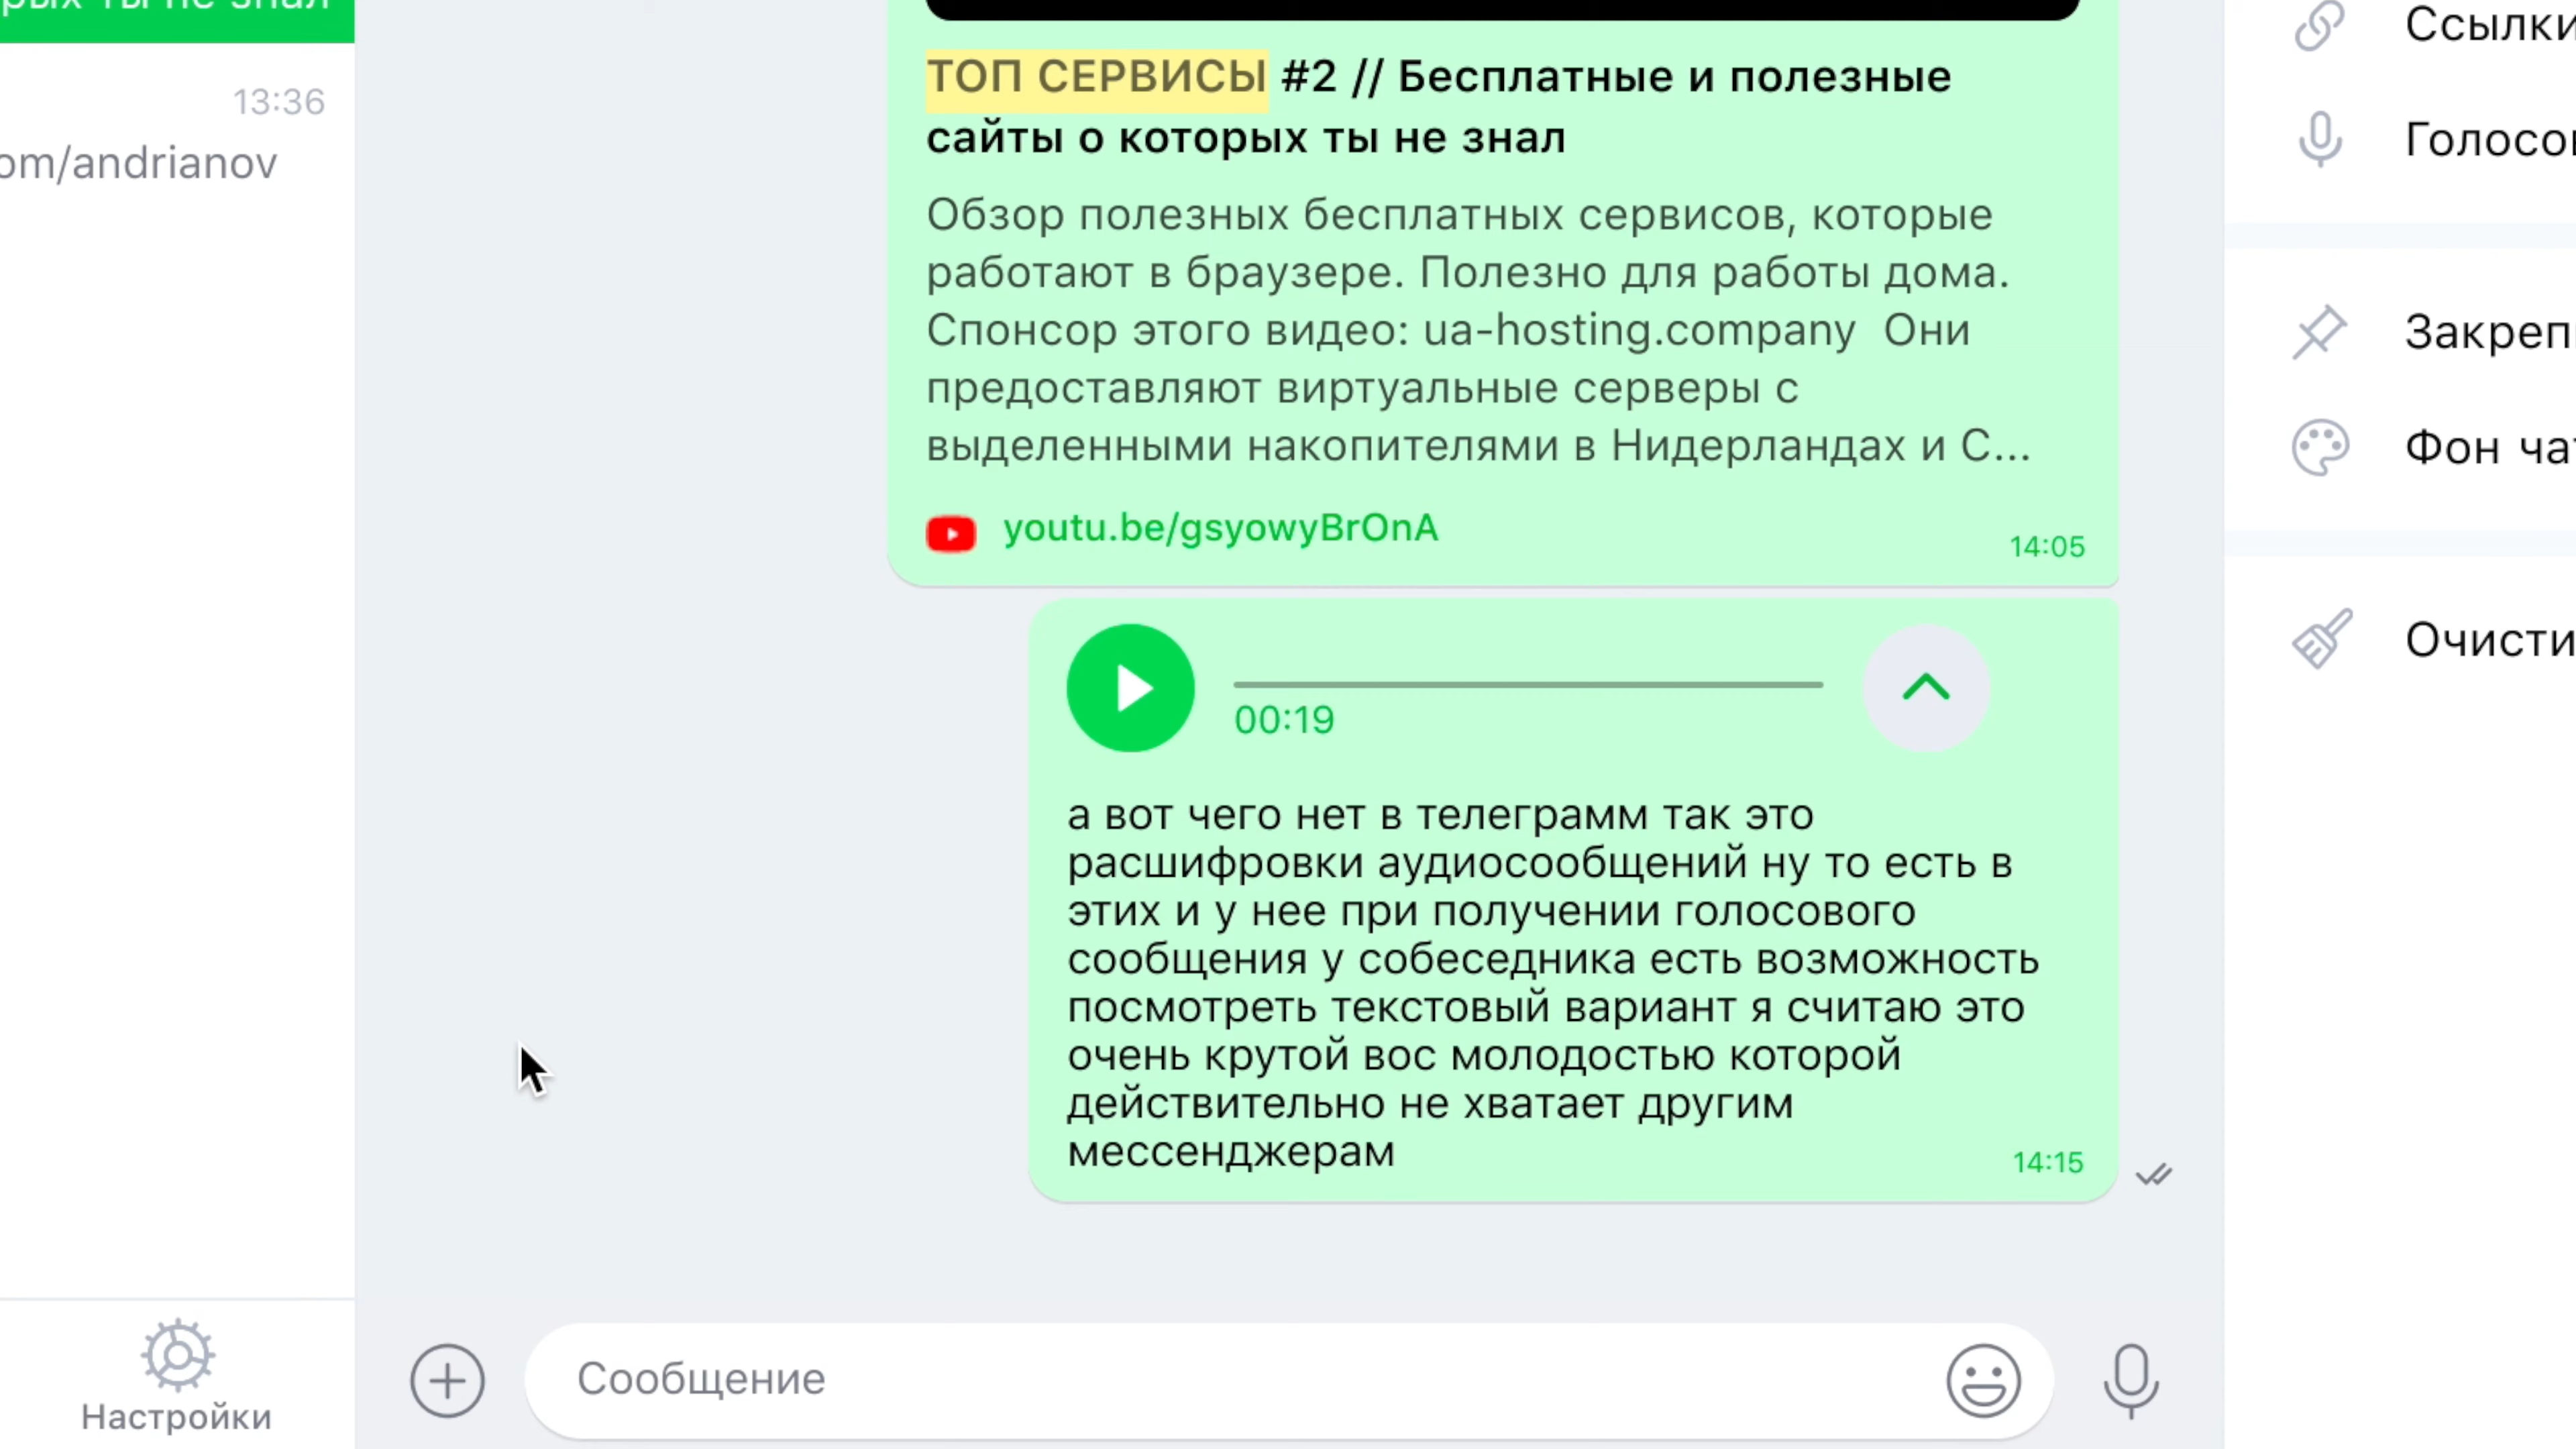 ты не знал
13:36
om/andrianov
Настройки
ТОП СЕРВИСЫ #2 // Бесплатные и полезные
сайты о которых ты не знал
Обзор полезных бесплатных сервисов, которые
работают в браузере. Полезно для работы дома.
Спонсор этого видео: ua-hosting.company Они
предоставляют виртуальные серверы с
выделенными накопителями в Нидерландах и С...
youtu.be/gsyowyBrOnA
14:05
00:19
а вот чего нет в телеграмм так это
расшифровки аудиосообщений ну то есть в
этих и у нее при получении голосового
сообщения у собеседника есть возможность
посмотреть текстовый вариант я считаю это
очень крутой вос молодостью которой
действительно не хватает другим
мессенджерам
14:15
Сообщение
Ссылки
Голосо
Закреп
Фон ча
Очисти